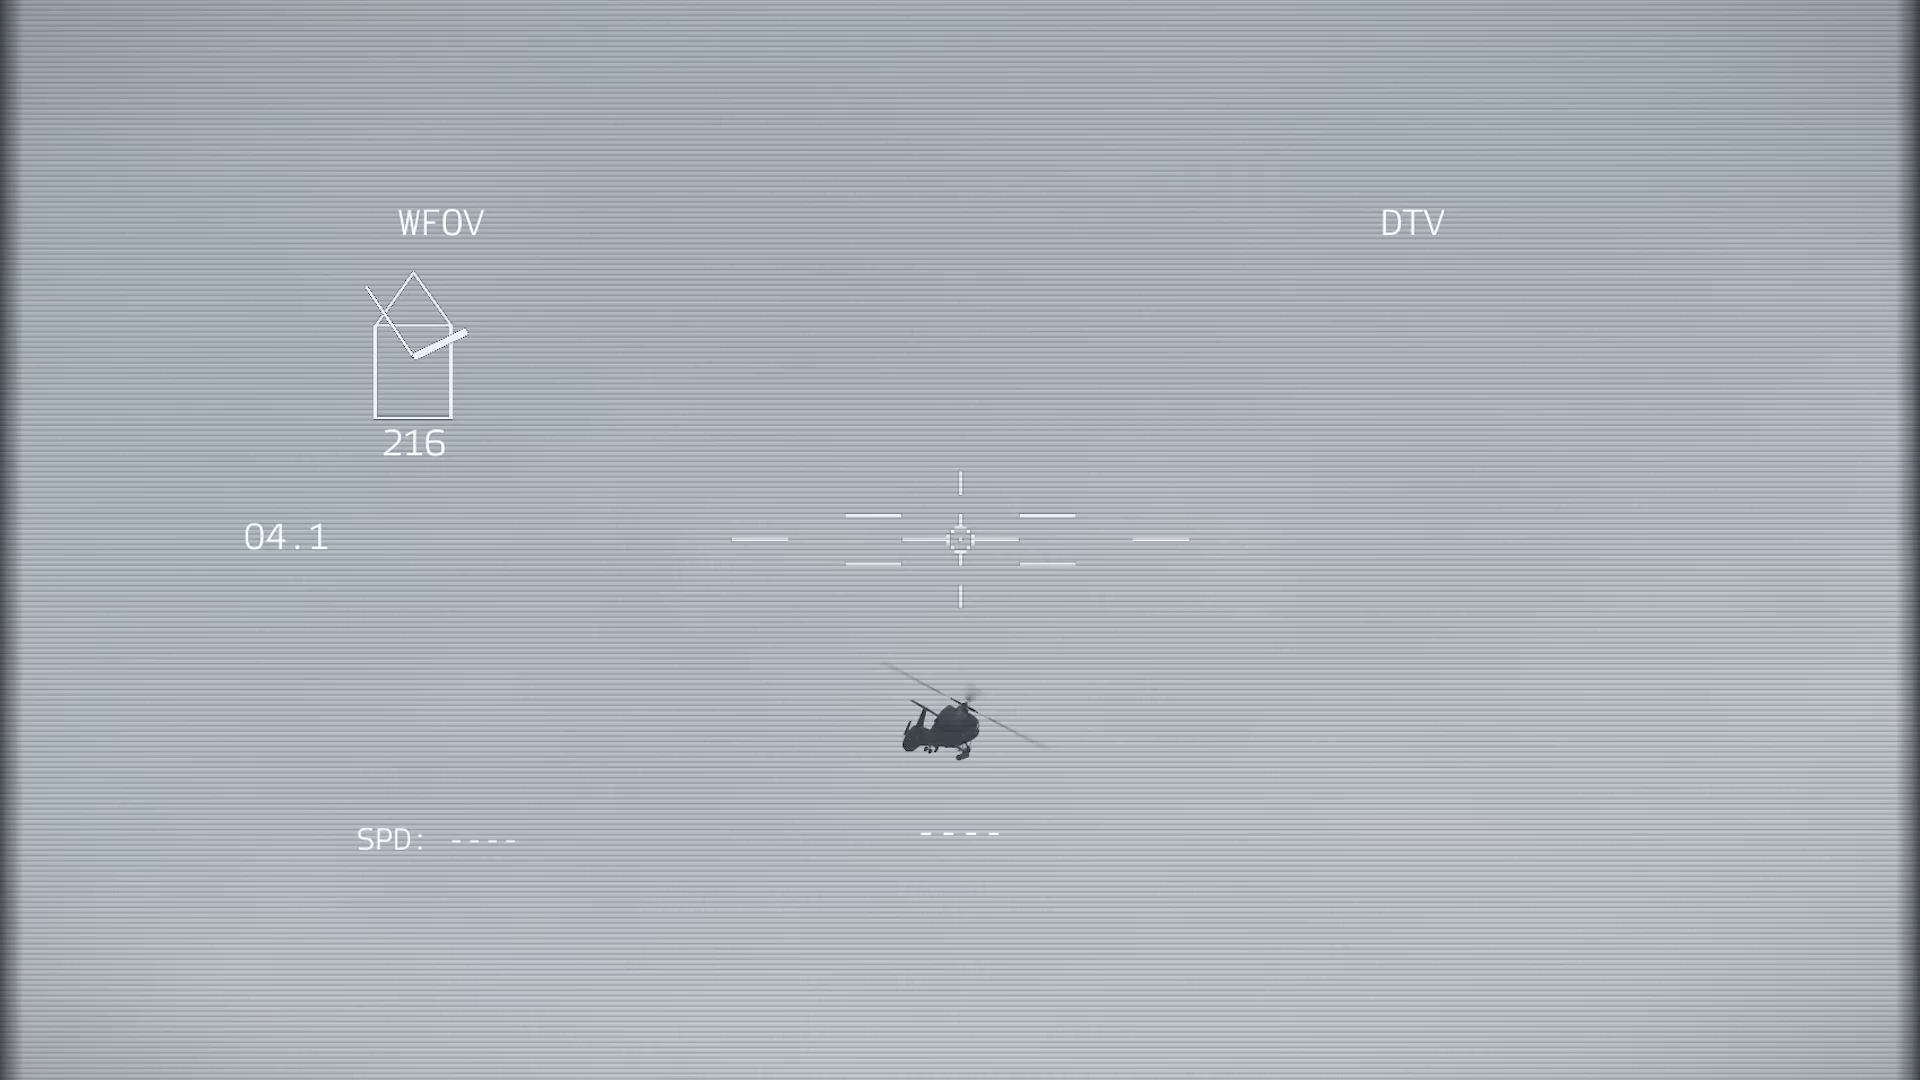 WFOV
DTV
216
04.1
SPD: ----
----